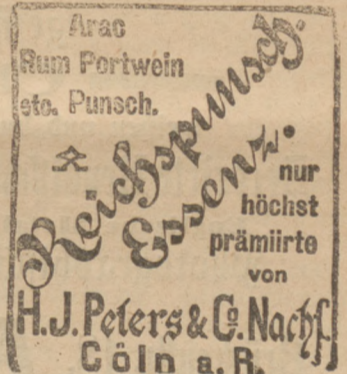 Arac
Rum Portwein
etc. Punsch.
Reichspunsch-
Essenz.
nur
höchst
prämiirte
von
H. J. Peters & Co. Nachf.
Cöln a. R.